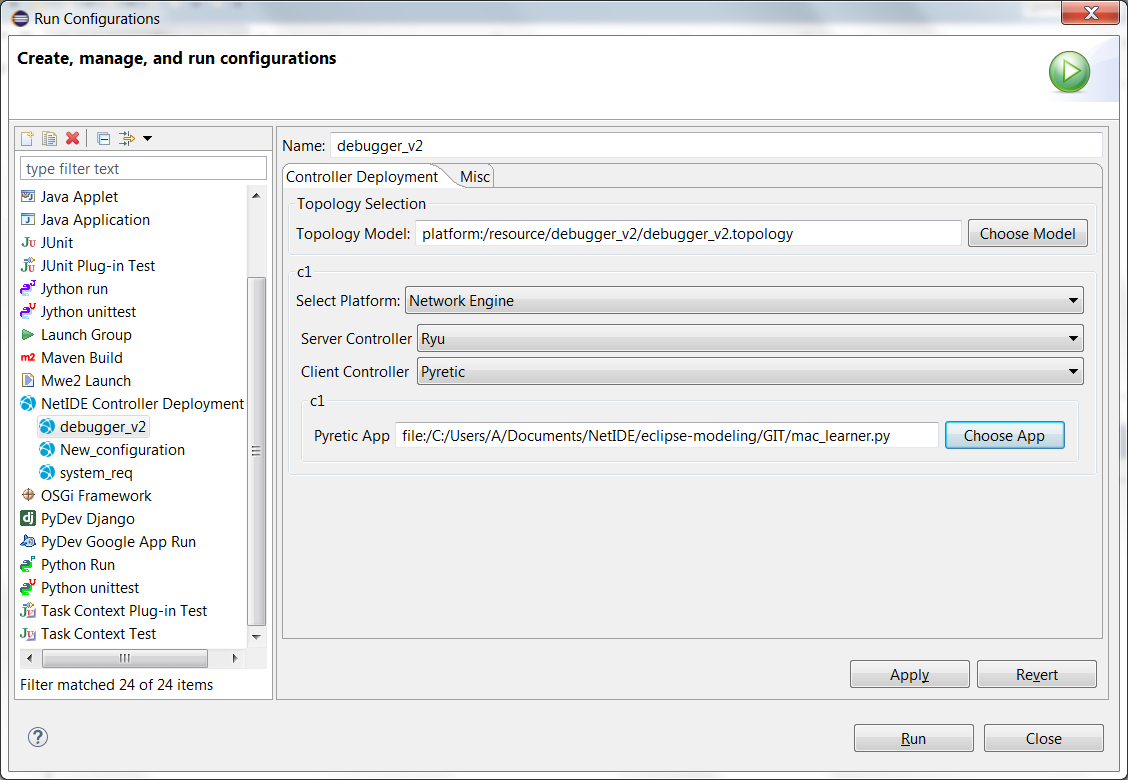 Run Configurations
Create, manage, and run configurations
type filter text
Java Applet
Java Application
JUnit
JUnit Plug-in Test
Jython run
Jython unittest
Launch Group
Maven Build
Mwe2 Launch
NetIDE Controller Deployment
debugger_v2
New_configuration
system_req
OSGi Framework
PyDev Django
PyDev Google App Run
Python Run
Python unittest
Task Context Plug-in Test
Task Context Test
Filter matched 24 of 24 items
Name: debugger_v2
Controller Deployment Misc
Topology Selection
Topology Model: platform:/resource/debugger_v2/debugger_v2.topology Choose Model
c1
Select Platform: Network Engine
Server Controller Ryu
Client Controller Pyretic
c1
Pyretic App file:/C:/Users/A/Documents/NetIDE/eclipse-modeling/GIT/mac_learner.py Choose App
Apply Revert
Run Close